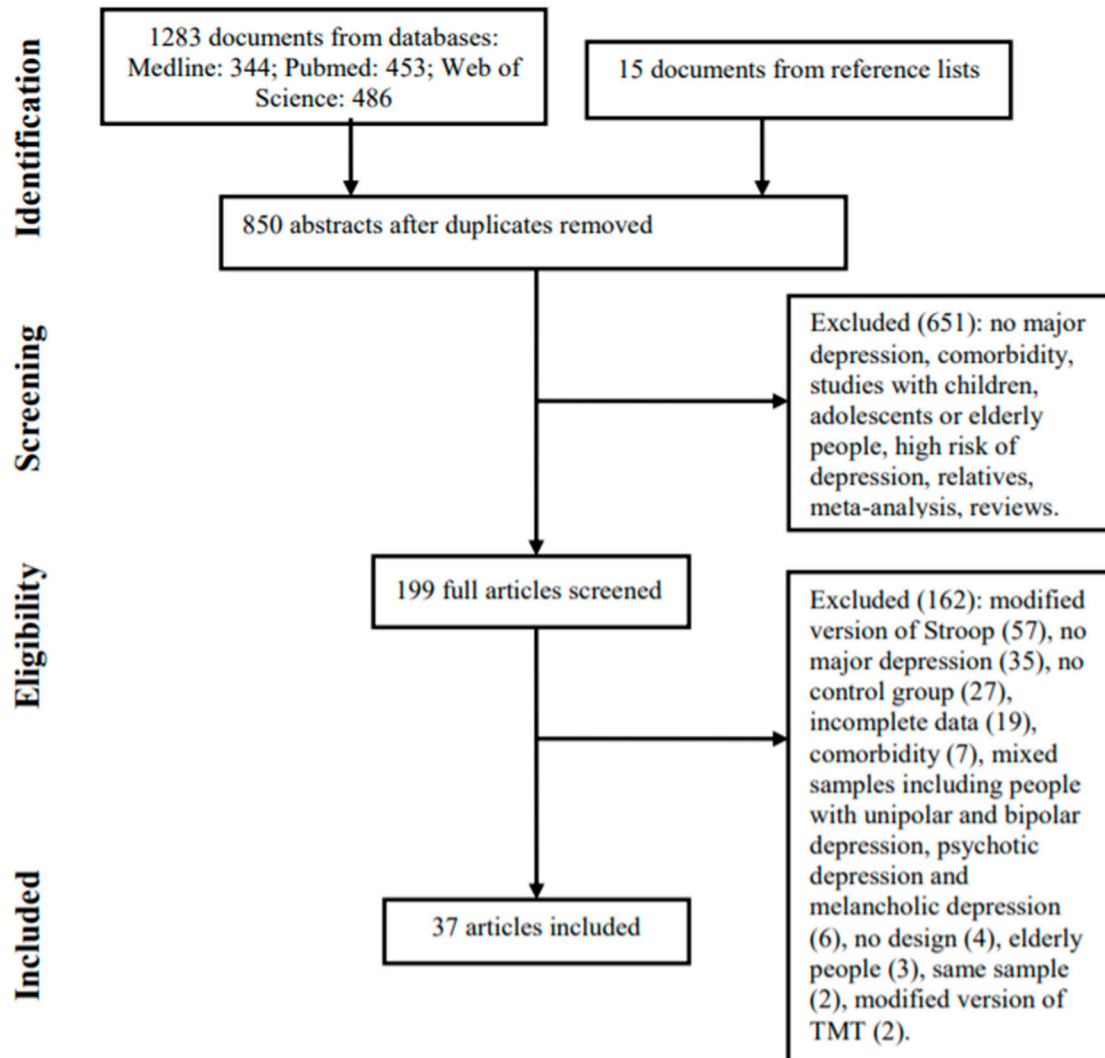 Identification
1283 documents from databases:
Medline: 344; Pubmed: 453; Web of
Science: 486
15 documents from reference lists
850 abstracts after duplicates removed
Screening
Excluded (651): no major
depression, comorbidity,
studies with children,
adolescents or elderly
people, high risk of
depression, relatives,
meta-analysis, reviews.
Eligibility
199 full articles screened
Excluded (162): modified
version of Stroop (57), no
major depression (35), no
control group (27),
incomplete data (19),
comorbidity (7), mixed
samples including people
with unipolar and bipolar
depression, psychotic
depression and
melancholic depression
(6), no design (4), elderly
people (3), same sample
(2), modified version of
TMT (2).
Included
37 articles included